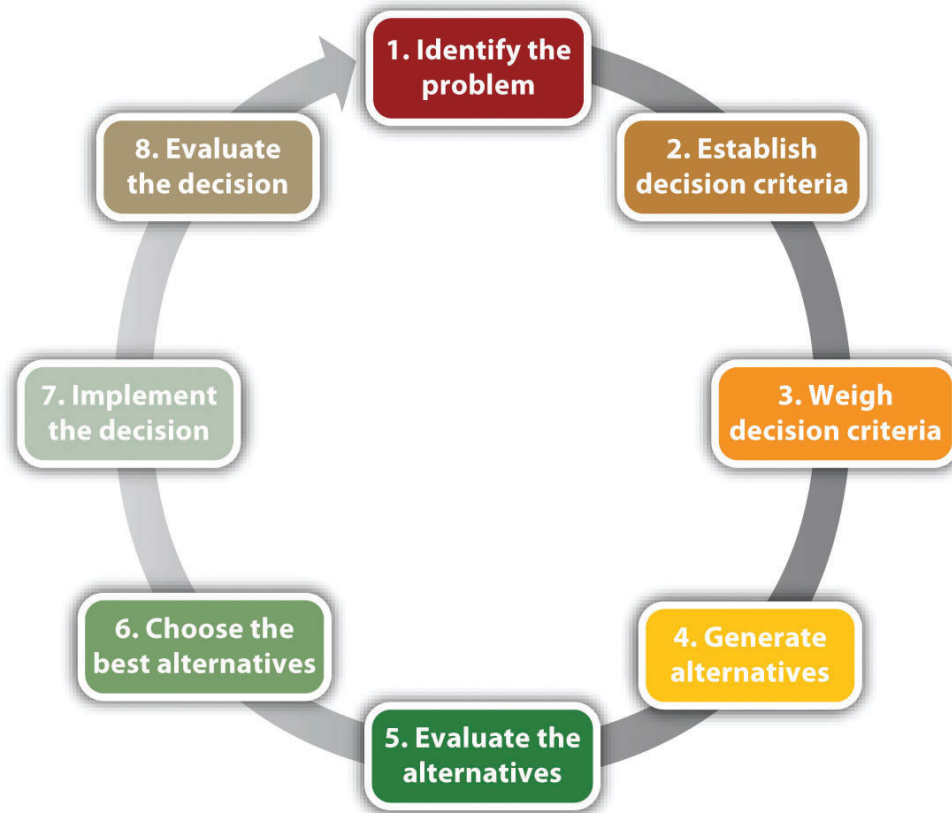 1. Identify the
problem
2. Establish
decision criteria
3. Weigh
decision criteria
4. Generate
alternatives
5. Evaluate the
alternatives
6. Choose the
best alternatives
7. Implement
the decision
8. Evaluate
the decision